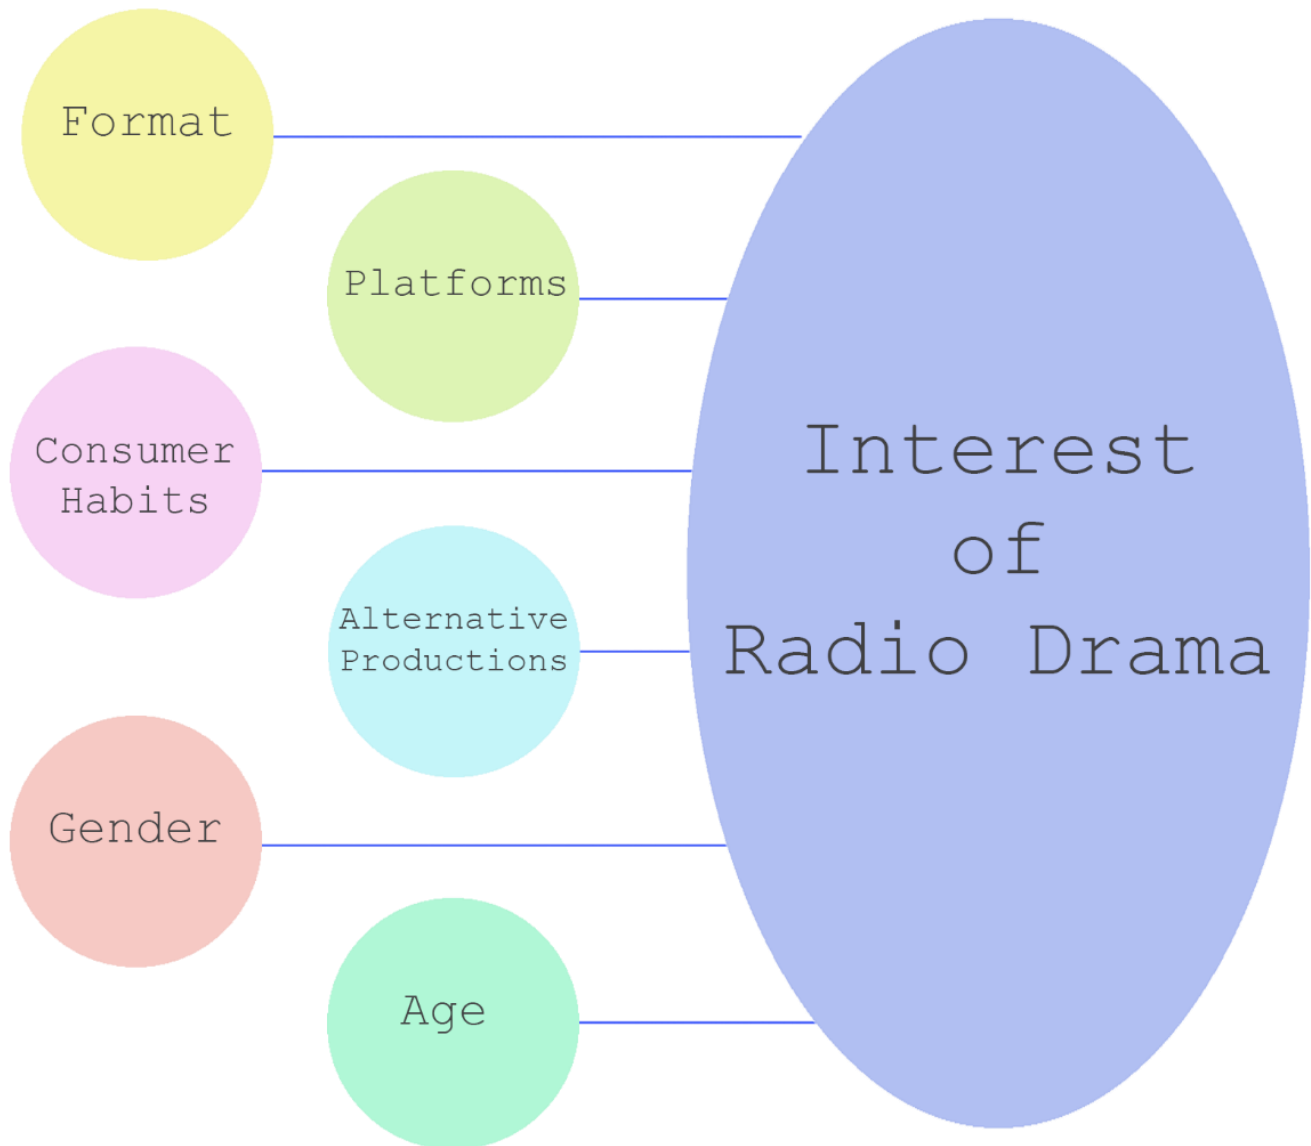 Format
Platforms
Consumer
Habits
Alternative
Productions
Gender
Age
Interest
of
Radio Drama